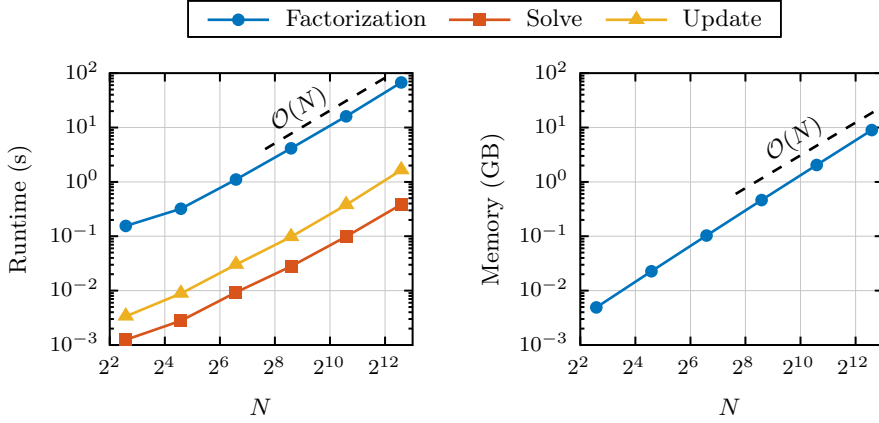 Factorization Solve Update
Runtime (s)
10^2
10^1
10^0
10^−1
10^−2
10^−3
2^2 2^4 2^6 2^8 2^10 2^12
N
O(N)
Memory (GB)
10^2
10^1
10^0
10^−1
10^−2
10^−3
2^2 2^4 2^6 2^8 2^10 2^12
N
O(N)